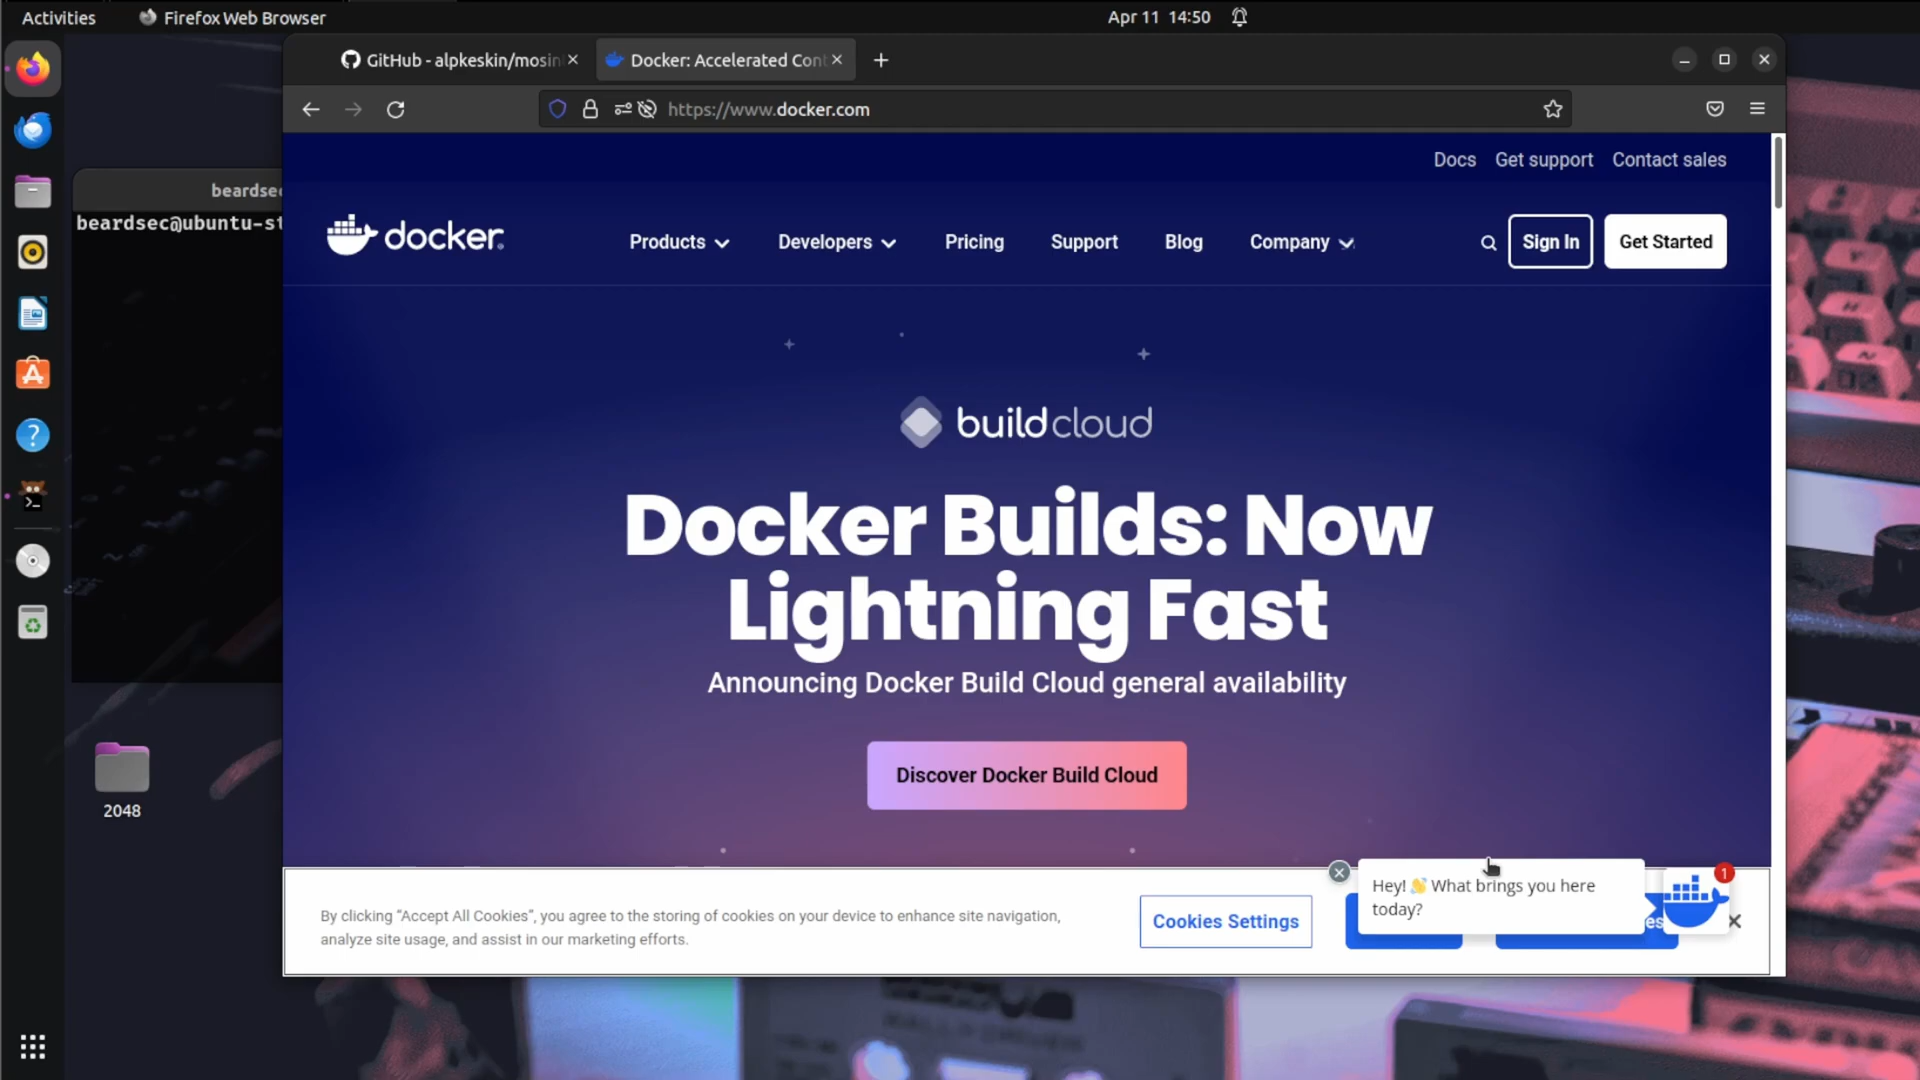 Activities
Firefox Web Browser
Apr 11 14:50
GitHub - alpkeskin/mosin
Docker: Accelerated Cont
https://www.docker.com
Docs
Get support
Contact sales
beardsec
beardsec@ubuntu-st
docker
Products
Developers
Pricing
Support
Blog
Company
Sign In
Get Started
buildcloud
Docker Builds: Now
Lightning Fast
Announcing Docker Build Cloud general availability
Discover Docker Build Cloud
2048
Hey! 👋 What brings you here
today?
1
By clicking “Accept All Cookies”, you agree to the storing of cookies on your device to enhance site navigation,
analyze site usage, and assist in our marketing efforts.
Cookies Settings
es